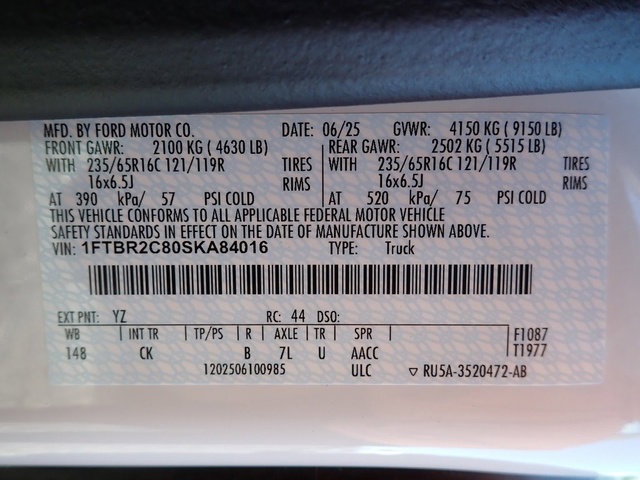 MFD. BY FORD MOTOR CO. DATE: 06/25 GVWR: 4150 KG (9150 LB)
FRONT GAWR: 2100 KG (4630 LB) REAR GAWR: 2502 KG (5515 LB)
WITH 235/65R16C 121/119R TIRES WITH 235/65R16C 121/119R TIRES
16x6.5J RIMS 16x6.5J RIMS
AT 390 kPa/ 57 PSI COLD AT 520 kPa/ 75 PSI COLD
THIS VEHICLE CONFORMS TO ALL APPLICABLE FEDERAL MOTOR VEHICLE
SAFETY STANDARDS IN EFFECT ON THE DATE OF MANUFACTURE SHOWN ABOVE.
VIN: 1FTBR2C80SKA84016 TYPE: Truck
EXT PNT: YZ RC: 44 DSO:
WB | INT TR | TP/PS | R | AXLE | TR | SPR | F1087
148 CK B 7L U AACC T1977
1202506100985 ULC ▽ RU5A-3520472-AB